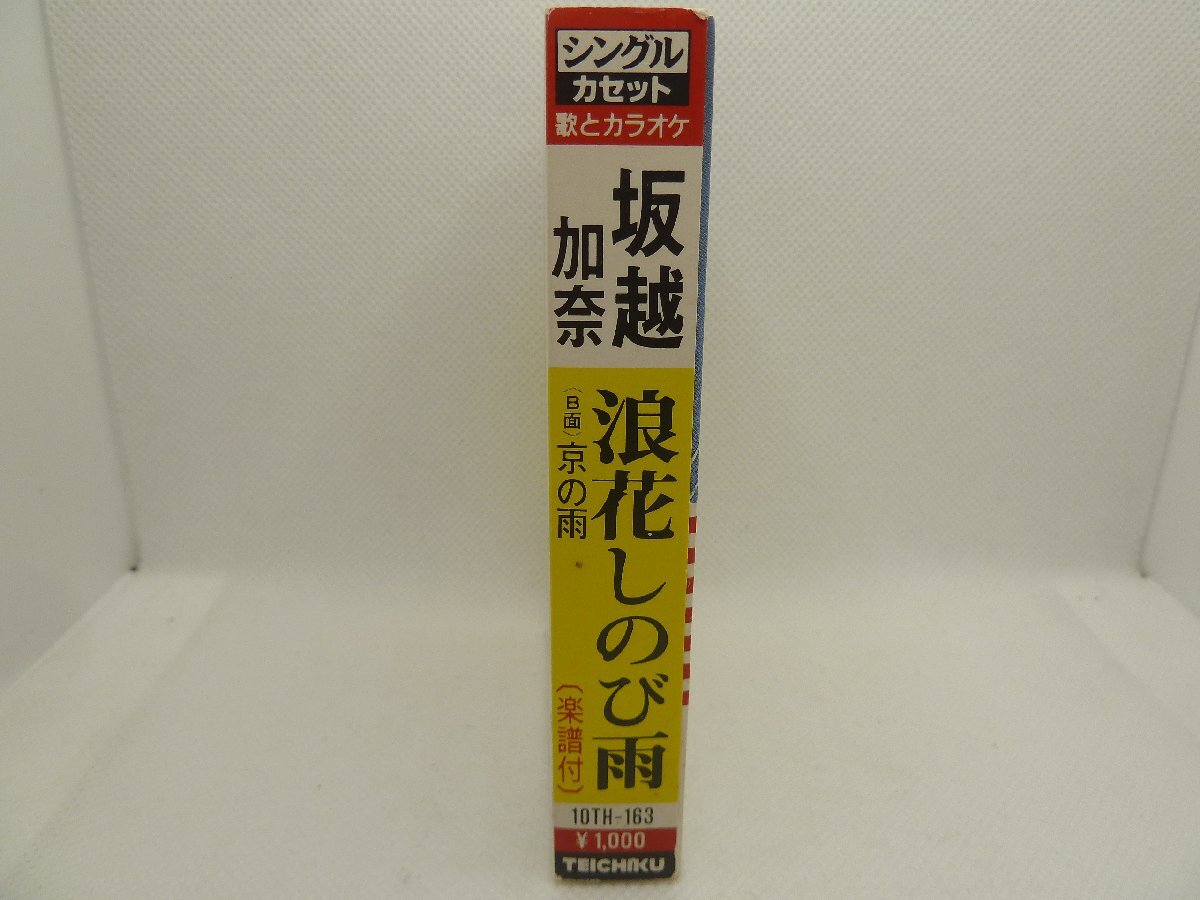 シングル
カセット
歌とカラオケ
坂越
加奈
浪花しのび雨
(B面)京の雨
(楽譜付)
10TH-163
¥1,000
TEICHIKU